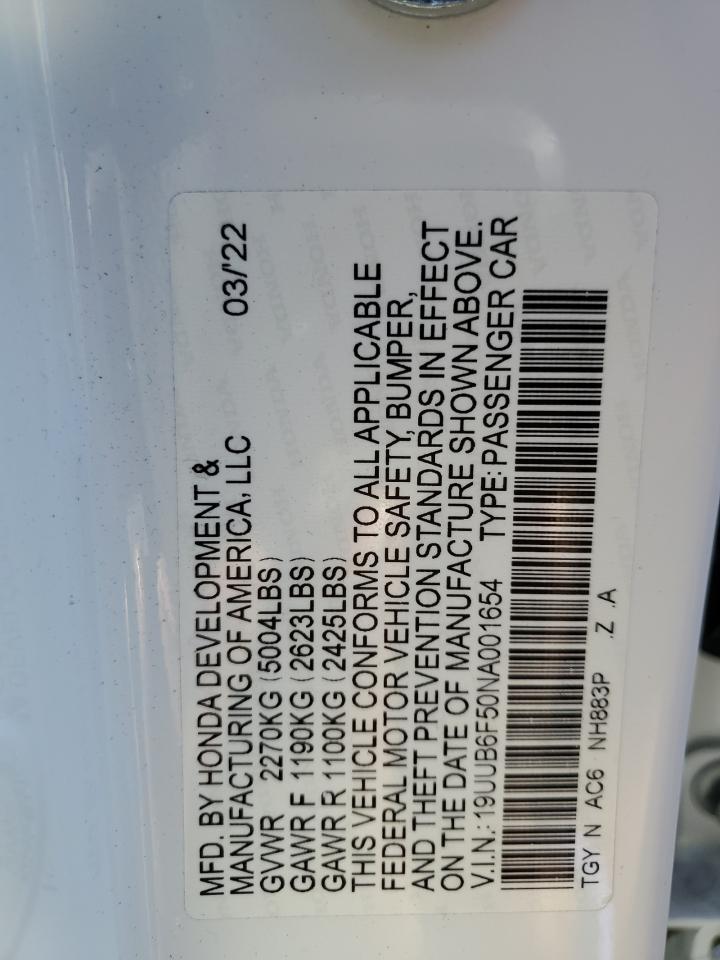 MFD. BY HONDA DEVELOPMENT &
MANUFACTURING OF AMERICA, LLC 03/'22
GVWR 2270KG (5004LBS)
GAWR F 1190KG (2623LBS)
GAWR R 1100KG (2425LBS)
THIS VEHICLE CONFORMS TO ALL APPLICABLE
FEDERAL MOTOR VEHICLE SAFETY, BUMPER,
AND THEFT PREVENTION STANDARDS IN EFFECT
ON THE DATE OF MANUFACTURE SHOWN ABOVE.
V.I.N.: 19UUB6F50NA001654 TYPE: PASSENGER CAR
TGY N AC6 NH883P .Z .A